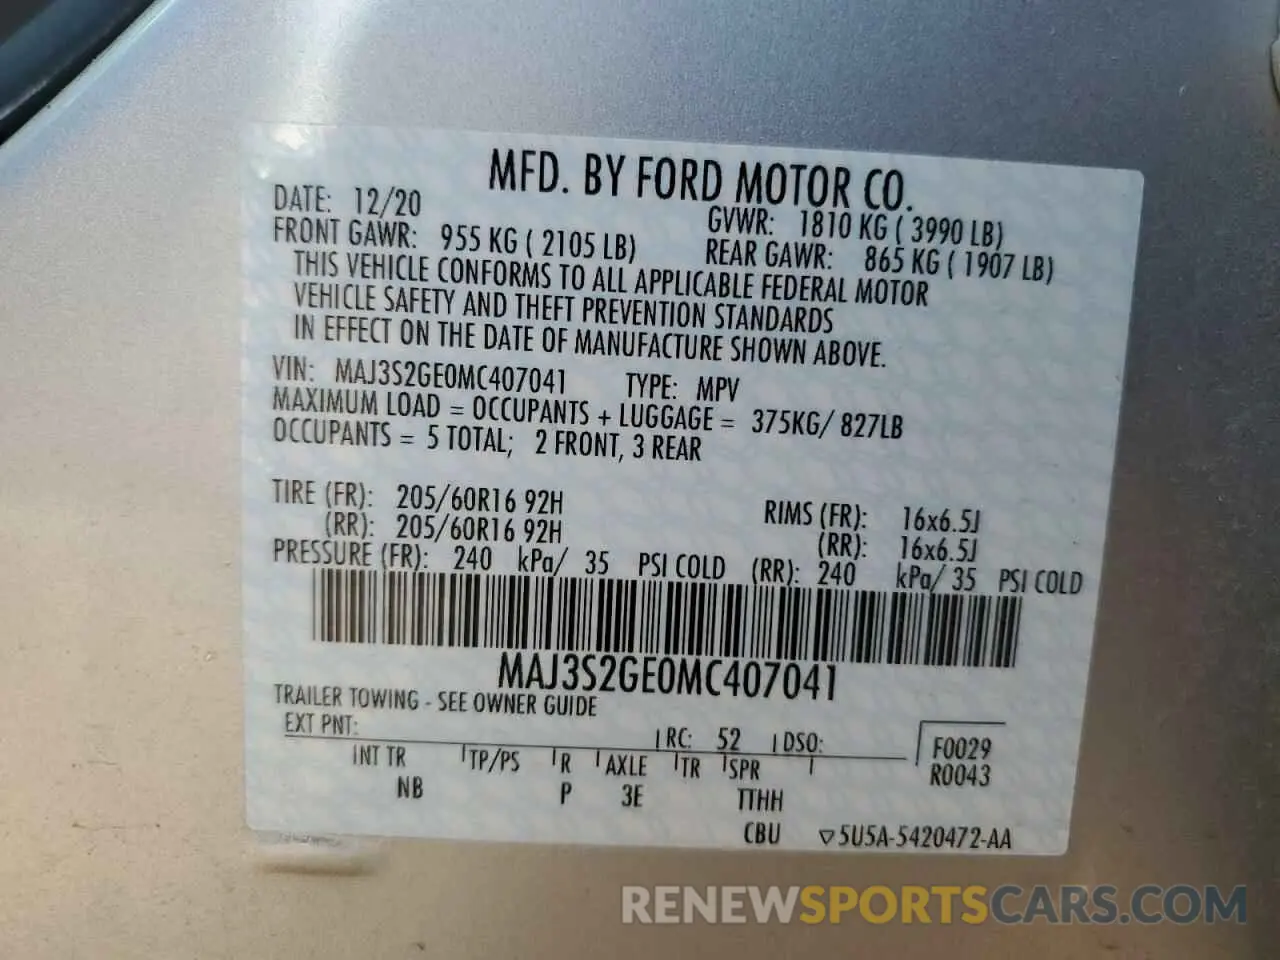 MFD. BY FORD MOTOR CO.
DATE: 12/20 GVWR: 1810 KG ( 3990 LB)
FRONT GAWR: 955 KG ( 2105 LB) REAR GAWR: 865 KG ( 1907 LB)
THIS VEHICLE CONFORMS TO ALL APPLICABLE FEDERAL MOTOR
VEHICLE SAFETY AND THEFT PREVENTION STANDARDS
IN EFFECT ON THE DATE OF MANUFACTURE SHOWN ABOVE.
VIN: MAJ3S2GE0MC407041 TYPE: MPV
MAXIMUM LOAD = OCCUPANTS + LUGGAGE = 375KG/ 827LB
OCCUPANTS = 5 TOTAL; 2 FRONT, 3 REAR
TIRE (FR): 205/60R16 92H RIMS (FR): 16x6.5J
(RR): 205/60R16 92H (RR): 16x6.5J
PRESSURE (FR): 240 kPa/ 35 PSI COLD (RR): 240 kPa/ 35 PSI COLD
MAJ3S2GE0MC407041
TRAILER TOWING - SEE OWNER GUIDE
EXT PNT: RC: 52 DSO: F0029
INT TR TP/PS R AXLE TR SPR R0043
NB P 3E TTHH
CBU ▽5U5A-5420472-AA
RENEWSPORTSCARS.COM